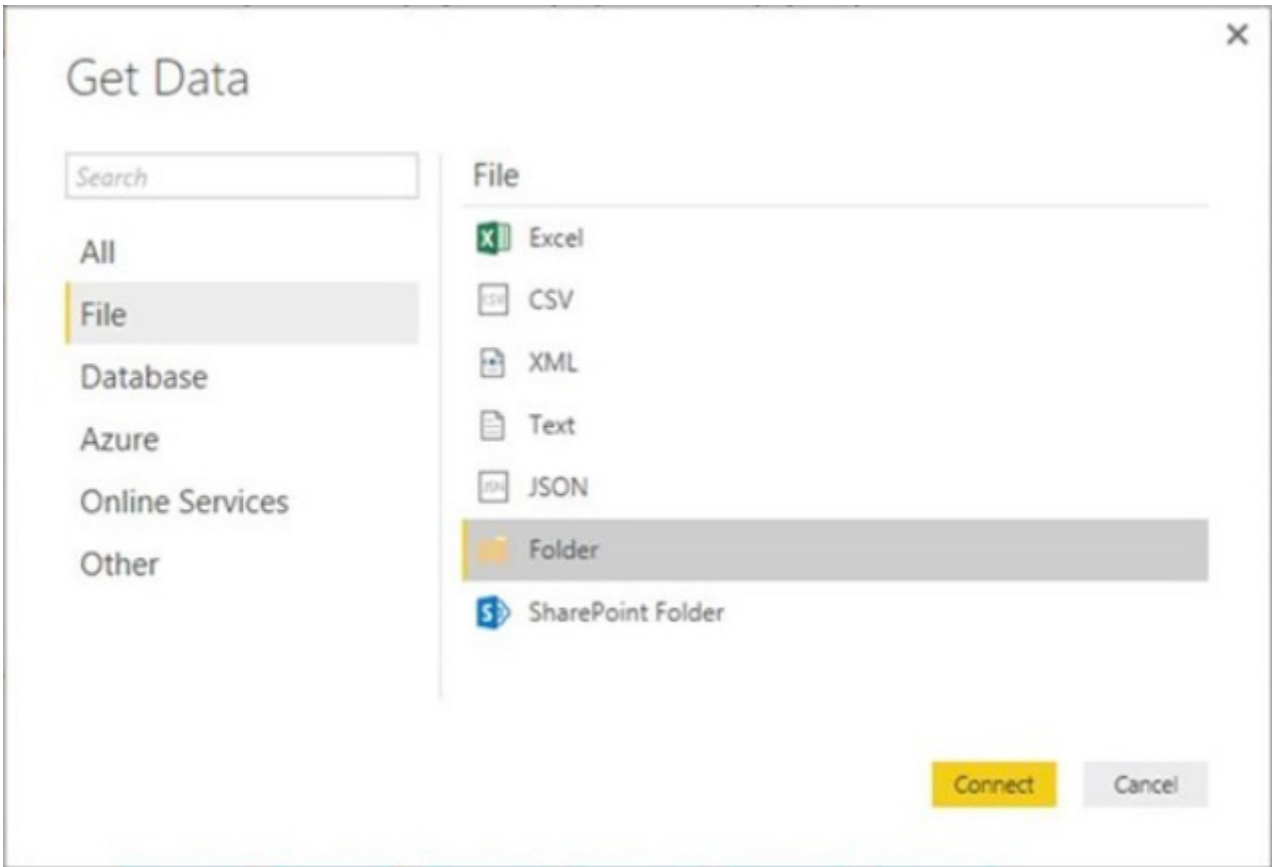 Get Data
Search
All
File
Database
Azure
Online Services
Other
File
Excel
CSV
XML
Text
JSON
Folder
SharePoint Folder
Connect
Cancel